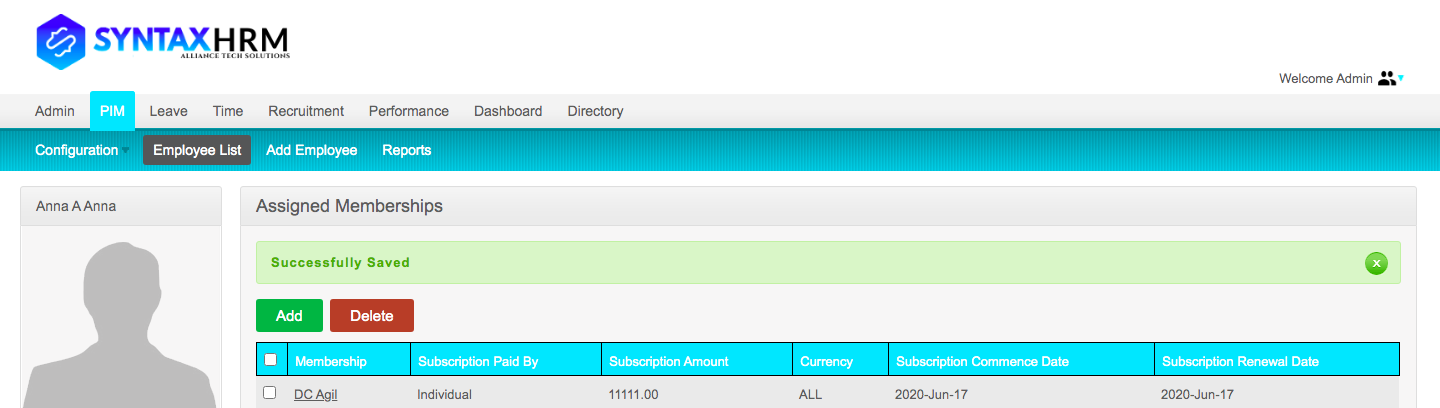 SYNTAXHRM
ALLIANCE TECH SOLUTIONS
Welcome Admin
Admin PIM Leave Time Recruitment Performance Dashboard Directory
Configuration Employee List Add Employee Reports
Anna A Anna
Assigned Memberships
Successfully Saved x
Add Delete
Membership Subscription Paid By Subscription Amount Currency Subscription Commence Date Subscription Renewal Date
DC Agil Individual 11111.00 ALL 2020-Jun-17 2020-Jun-17